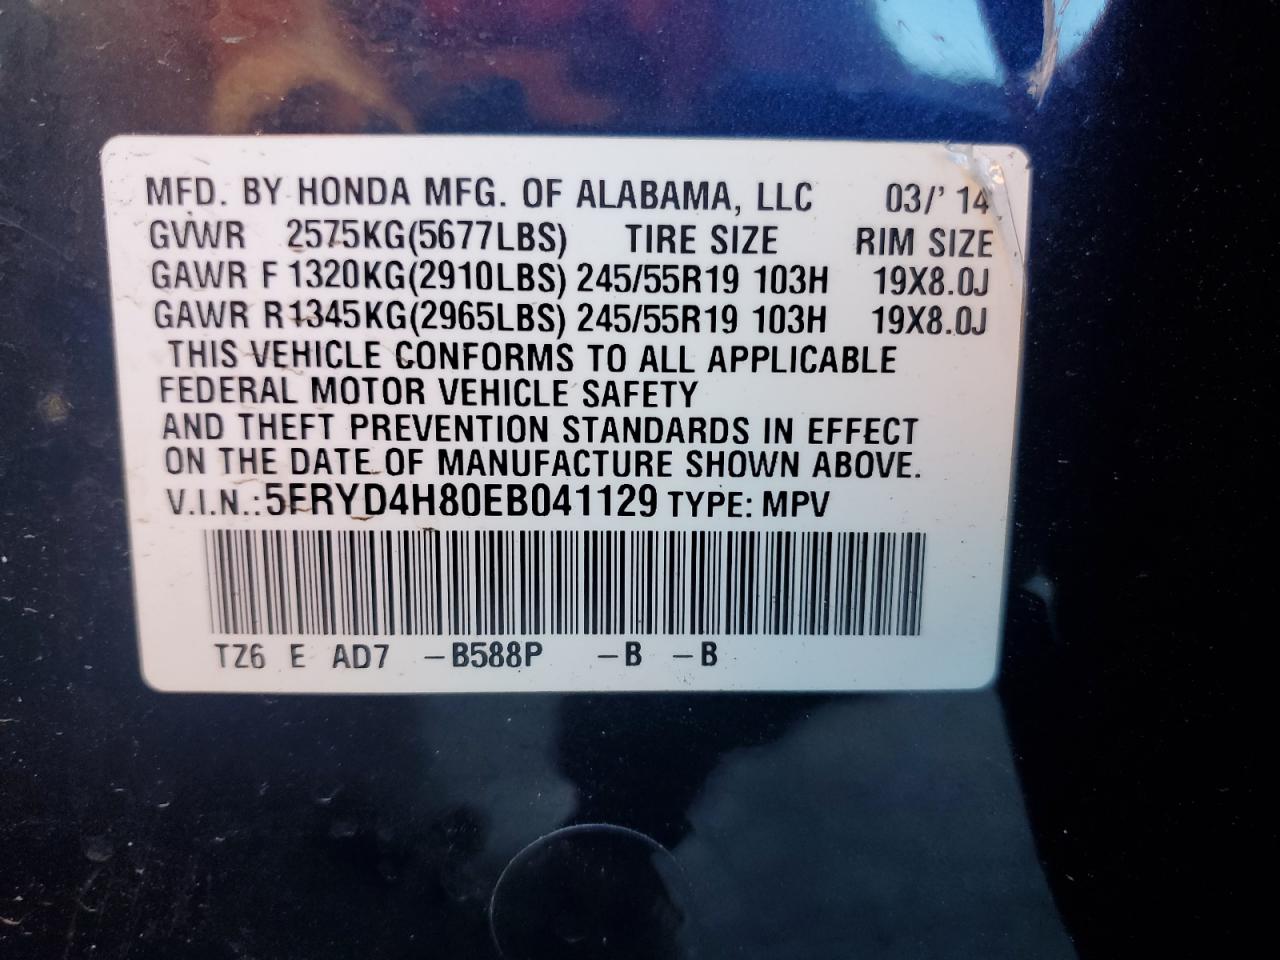 MFD. BY HONDA MFG. OF ALABAMA, LLC 03/'14
GVWR 2575KG(5677LBS) TIRE SIZE RIM SIZE
GAWR F 1320KG(2910LBS) 245/55R19 103H 19X8.0J
GAWR R 1345KG(2965LBS) 245/55R19 103H 19X8.0J
THIS VEHICLE CONFORMS TO ALL APPLICABLE
FEDERAL MOTOR VEHICLE SAFETY
AND THEFT PREVENTION STANDARDS IN EFFECT
ON THE DATE OF MANUFACTURE SHOWN ABOVE.
V.I.N.: 5FRYD4H80EB041129 TYPE: MPV
TZ6 E AD7 -B588P -B -B